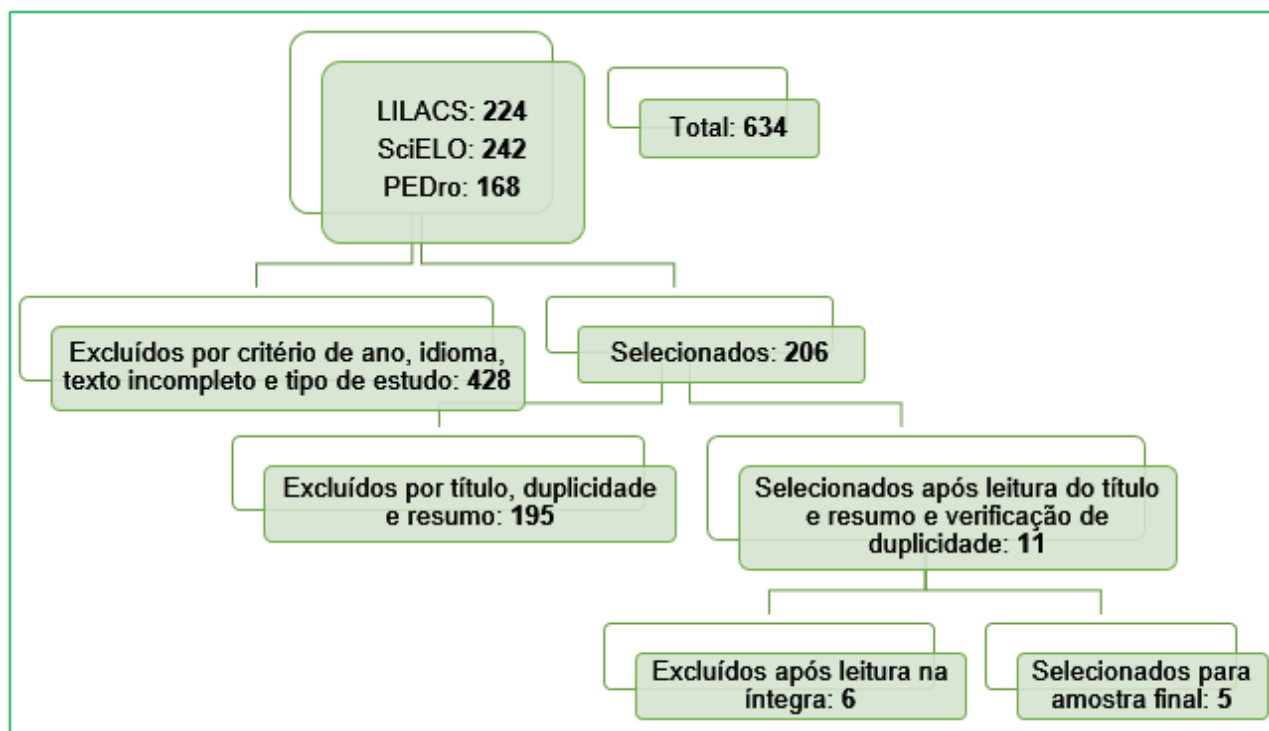 LILACS: 224
SciELO: 242
PEDro: 168
Total: 634
Excluídos por critério de ano, idioma,
texto incompleto e tipo de estudo: 428
Selecionados: 206
Excluídos por título, duplicidade
e resumo: 195
Selecionados após leitura do título
e resumo e verificação de
duplicidade: 11
Excluídos após leitura na
íntegra: 6
Selecionados para
amostra final: 5